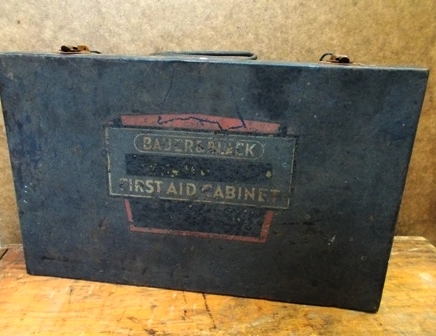 BAUER & BLACK
FIRST AID CABINET